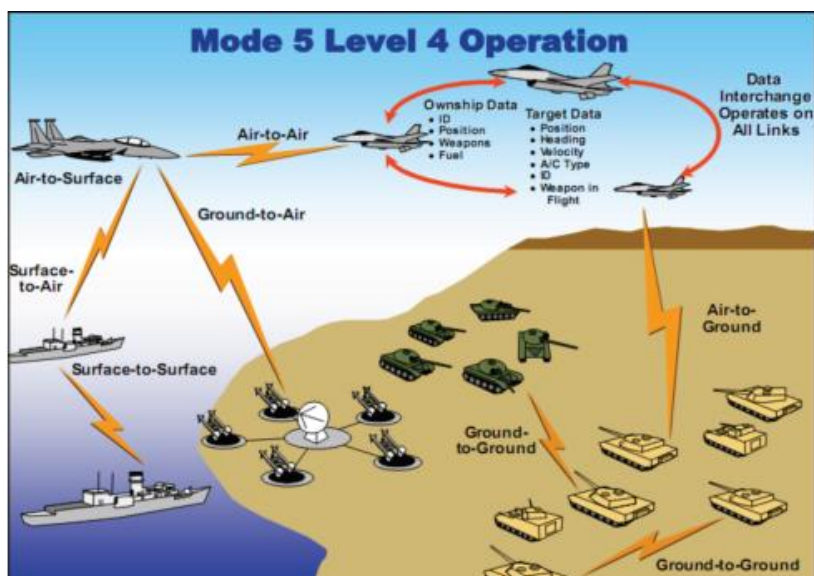 Mode 5 Level 4 Operation
Data
Interchange
Operates on
All Links
Ownship Data
• ID
• Position
• Weapons
• Fuel
Target Data
• Position
• Heading
• Velocity
• A/C Type
• ID
• Weapon in
Flight
Air-to-Air
Air-to-Surface
Ground-to-Air
Surface-
to-Air
Air-to-
Ground
Surface-to-Surface
Ground-
to-Ground
Ground-to-Ground